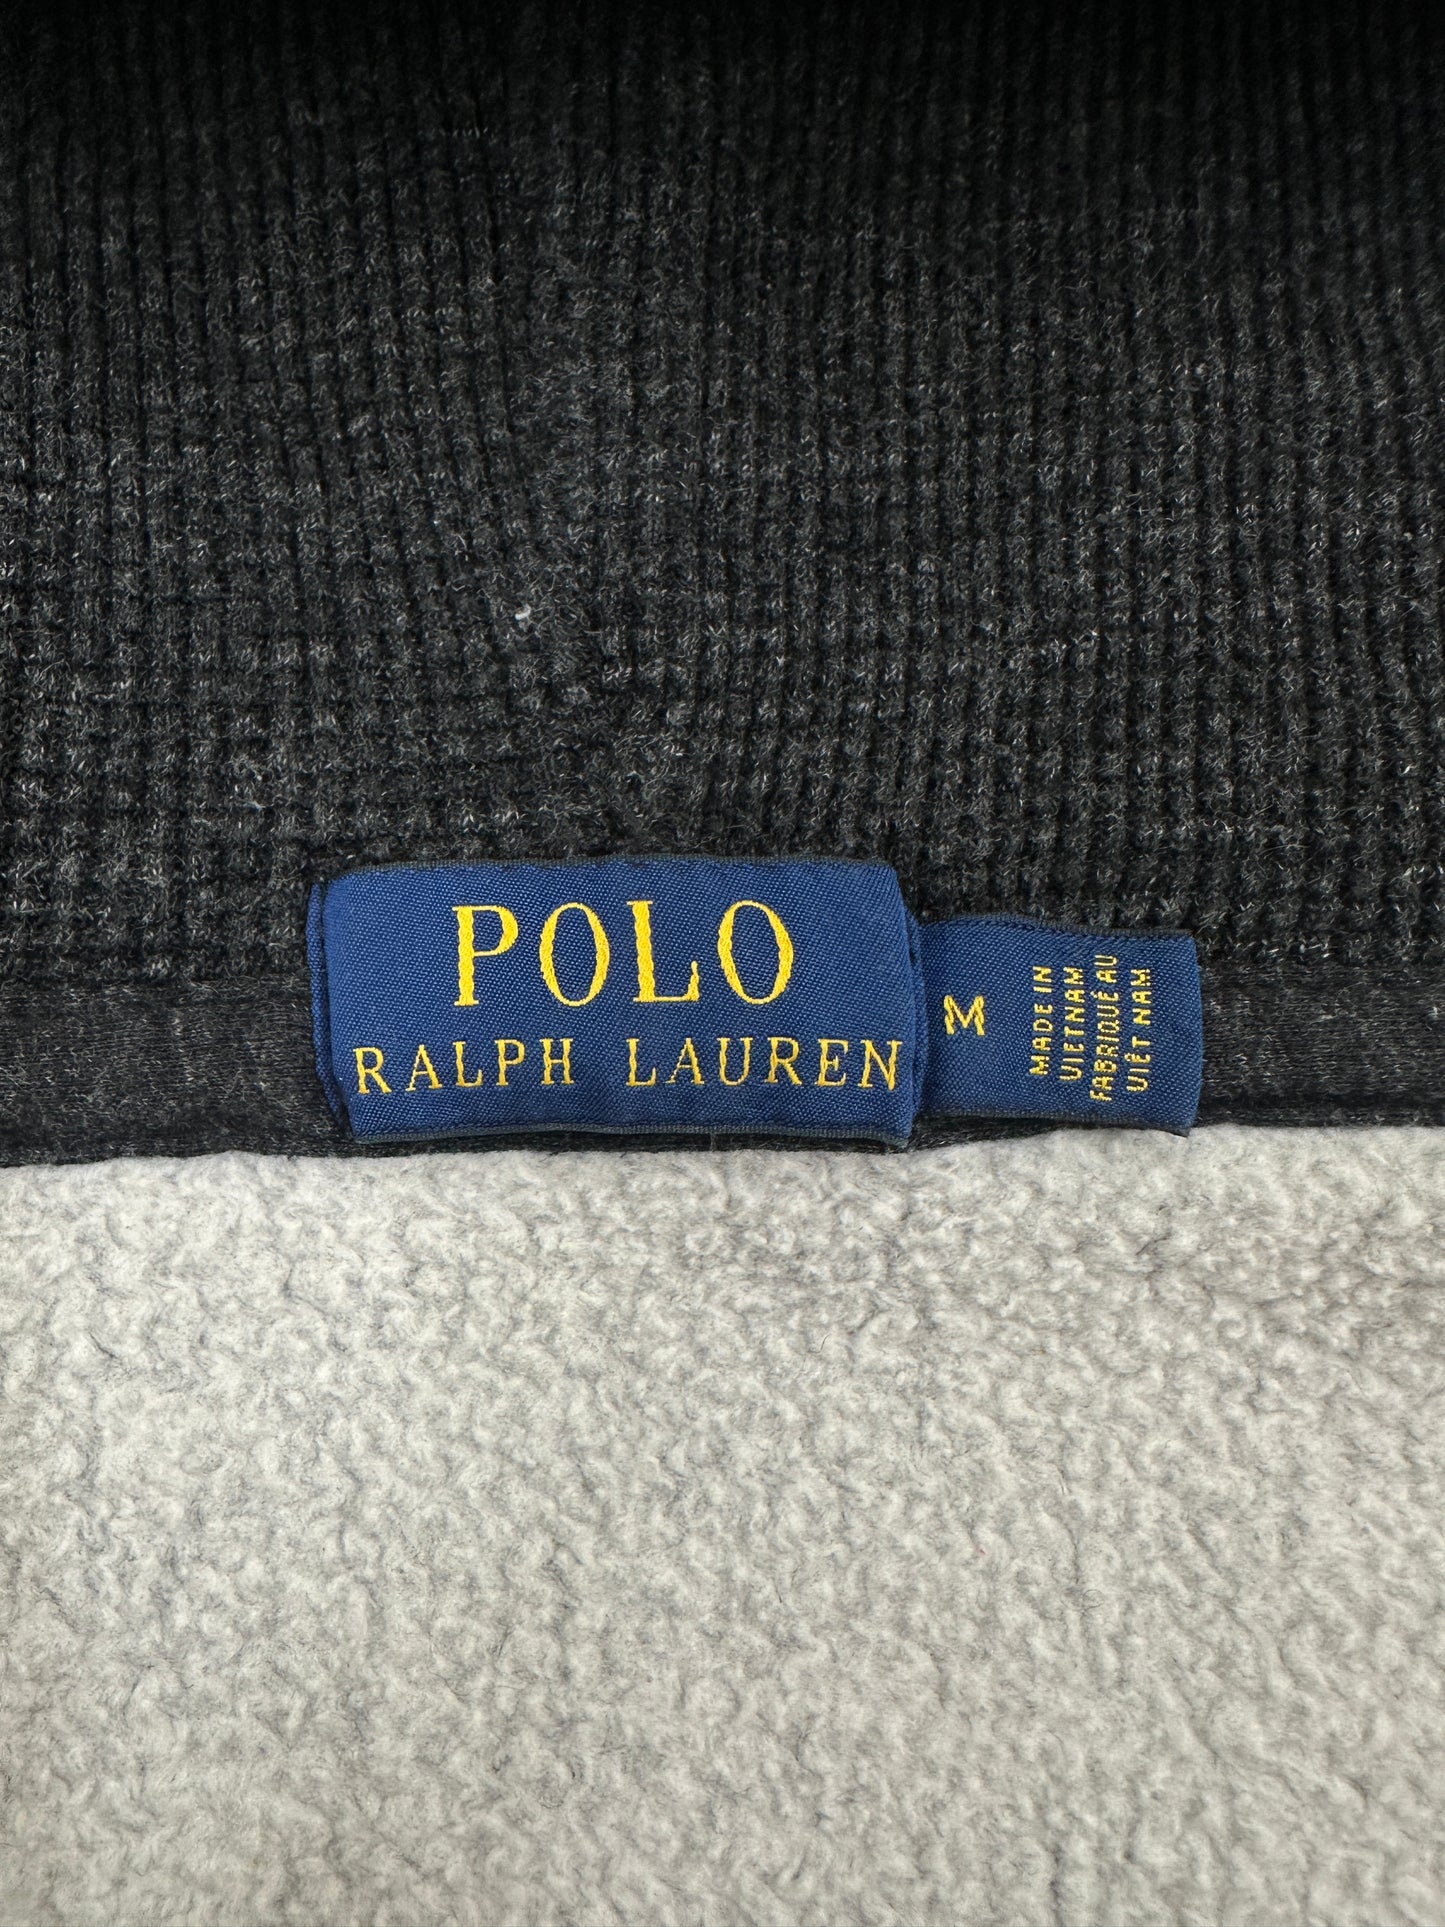 POLO
RALPH LAUREN
M
MADE IN
VIETNAM
FABRIQUÉ AU
VIÊT NAM